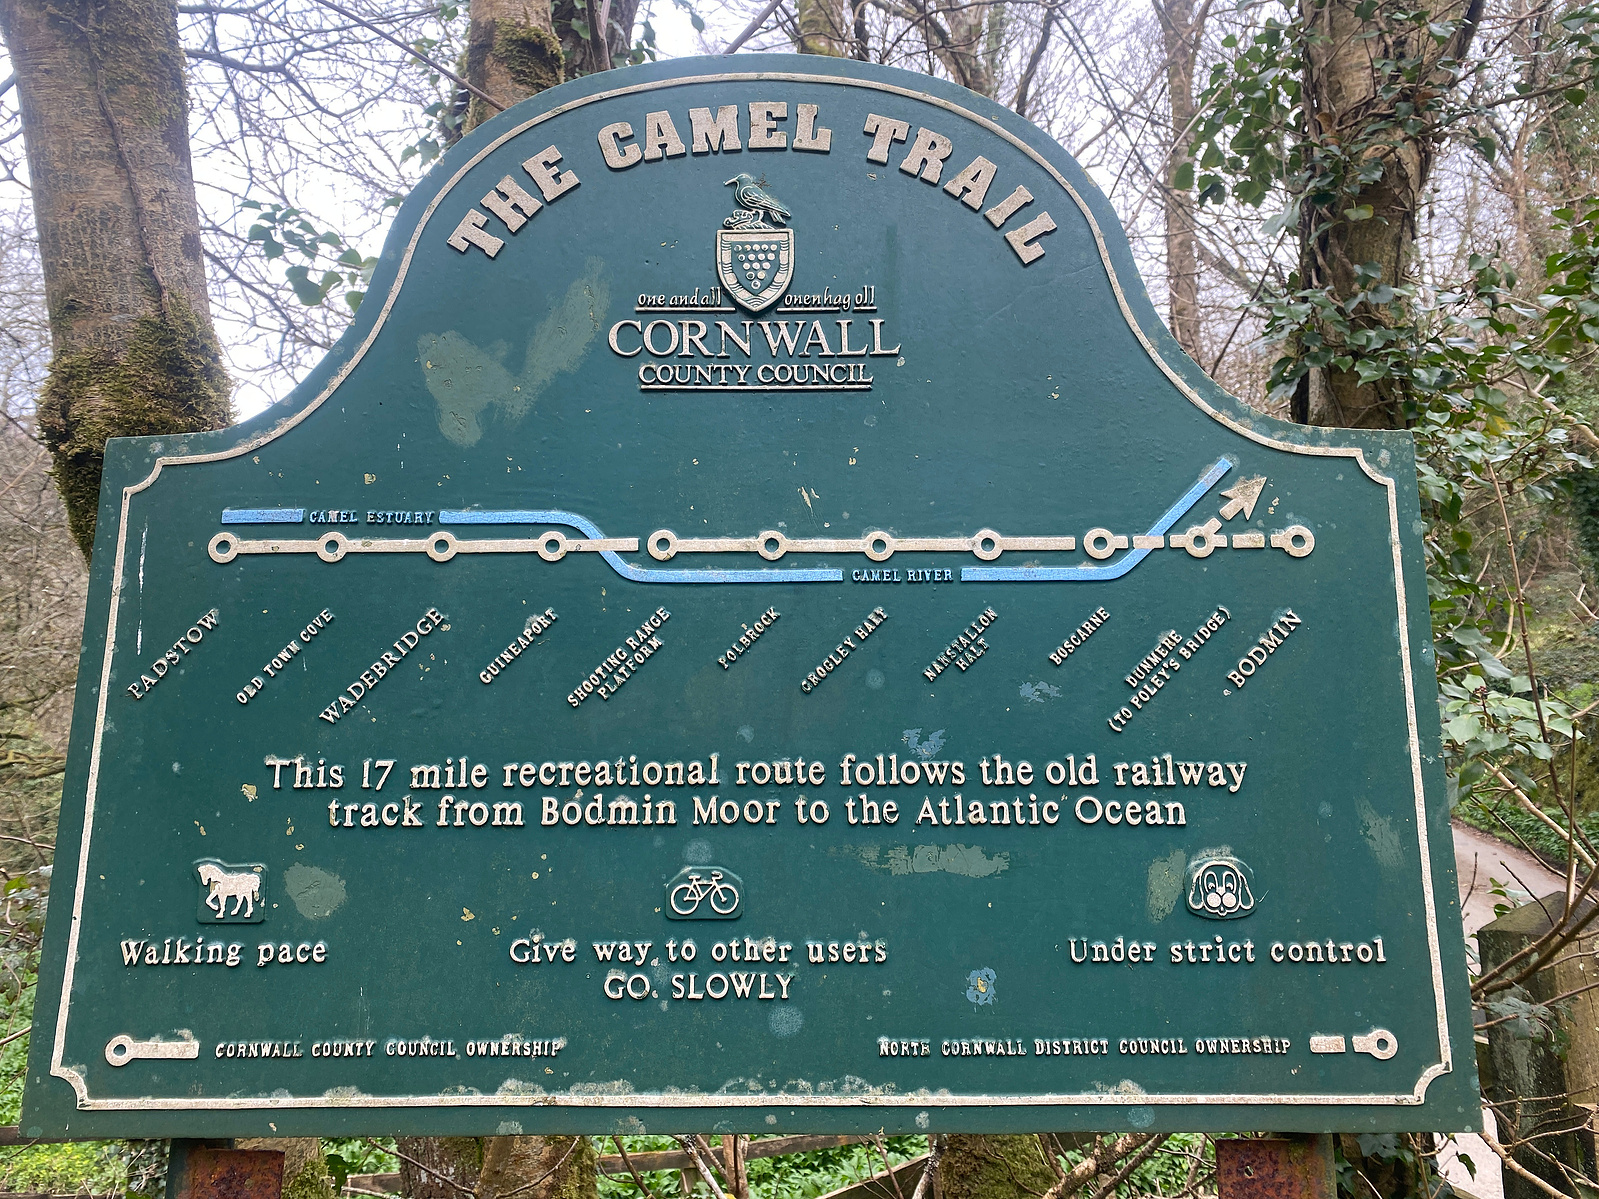 THE CAMEL TRAIL
one and all onen hag oll
CORNWALL
COUNTY COUNCIL
CAMEL ESTUARY
CAMEL RIVER
PADSTOW
OLD TOWN COVE
WADEBRIDGE
GUINEAPORT
SHOOTING RANGE
PLATFORM
POLBROCK
GROGLEY HALT
NANSTALLON
HALT
BOSCARNE
DUNMERE
(TO POLEY'S BRIDGE)
BODMIN
This 17 mile recreational route follows the old railway
track from Bodmin Moor to the Atlantic Ocean
Walking pace
Give way to other users
GO SLOWLY
Under strict control
CORNWALL COUNTY COUNCIL OWNERSHIP
NORTH CORNWALL DISTRICT COUNCIL OWNERSHIP